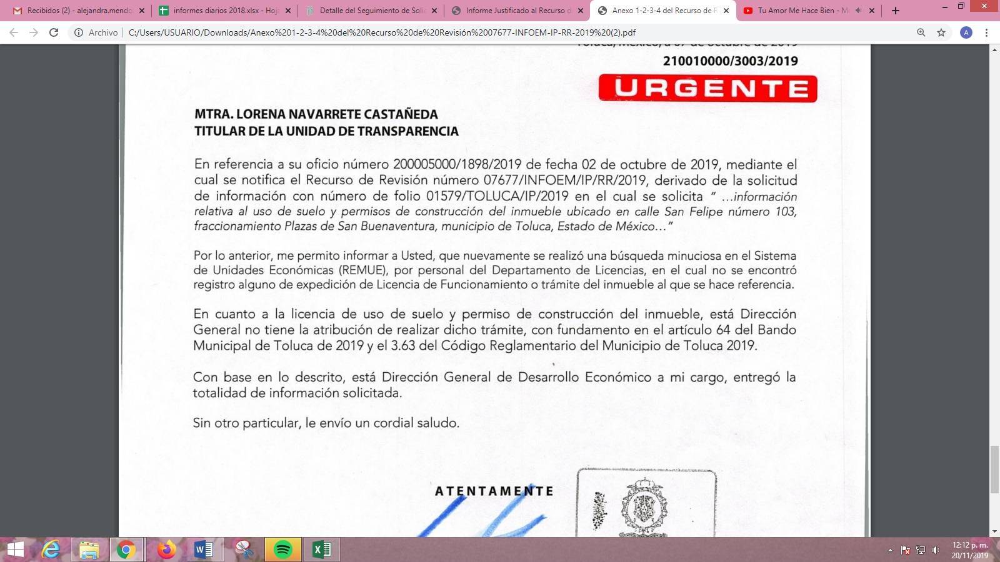 Recibidos (2) - alejandra.mendo
informes diarios 2018.xlsx - Hoja
Detalle del Seguimiento de Solic
Informe Justificado al Recurso d
Anexo 1-2-3-4 del Recurso de R
Tu Amor Me Hace Bien - Ma
Archivo
C:/Users/USUARIO/Downloads/Anexo%201-2-3-4%20del%20Recurso%20de%20Revisión%2007677-INFOEM-IP-RR-2019%20(2).pdf
A
Toluca, México, a 07 de octubre de 2019
210010000/3003/2019
URGENTE
MTRA. LORENA NAVARRETE CASTAÑEDA
TITULAR DE LA UNIDAD DE TRANSPARENCIA
En referencia a su oficio número 200005000/1898/2019 de fecha 02 de octubre de 2019, mediante el
cual se notifica el Recurso de Revisión número 07677/INFOEM/IP/RR/2019, derivado de la solicitud
de información con número de folio 01579/TOLUCA/IP/2019 en el cual se solicita “ …información
relativa al uso de suelo y permisos de construcción del inmueble ubicado en calle San Felipe número 103,
fraccionamiento Plazas de San Buenaventura, municipio de Toluca, Estado de México…”
Por lo anterior, me permito informar a Usted, que nuevamente se realizó una búsqueda minuciosa en el Sistema
de Unidades Económicas (REMUE), por personal del Departamento de Licencias, en el cual no se encontró
registro alguno de expedición de Licencia de Funcionamiento o trámite del inmueble al que se hace referencia.
En cuanto a la licencia de uso de suelo y permiso de construcción del inmueble, está Dirección
General no tiene la atribución de realizar dicho trámite, con fundamento en el artículo 64 del Bando
Municipal de Toluca de 2019 y el 3.63 del Código Reglamentario del Municipio de Toluca 2019.
Con base en lo descrito, está Dirección General de Desarrollo Económico a mi cargo, entregó la
totalidad de información solicitada.
Sin otro particular, le envío un cordial saludo.
ATENTAMENTE
12:12 p. m.
20/11/2019